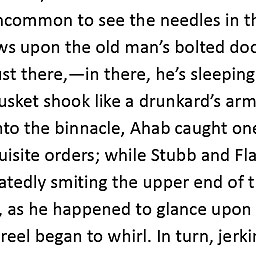 ncommon to see the needles in th
ws upon the old man's bolted doo
ust there,—in there, he's sleeping
usket shook like a drunkard's arm
nto the binnacle, Ahab caught one
uisite orders; while Stubb and Fla
atedly smiting the upper end of t
, as he happened to glance upon
reel began to whirl. In turn, jerki